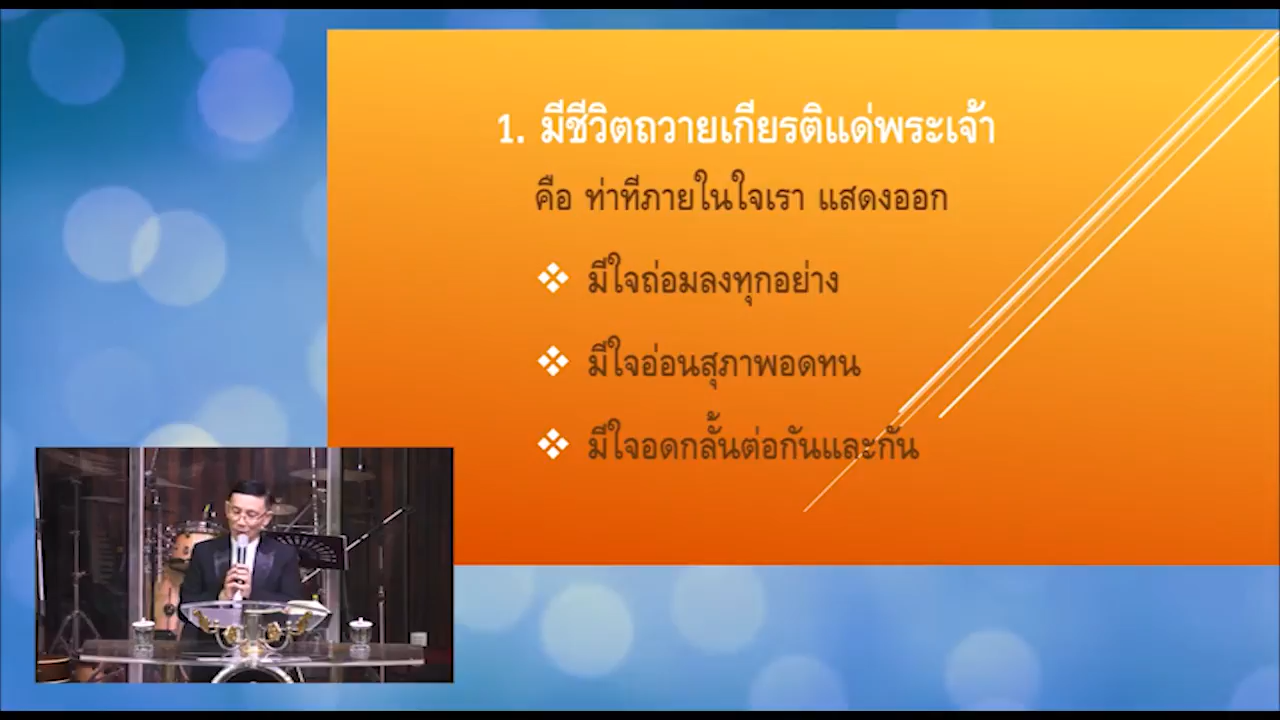 1. มีชีวิตถวายเกียรติแด่พระเจ้า
คือ ท่าทีภายในใจเรา แสดงออก
❖ มีใจถ่อมลงทุกอย่าง
❖ มีใจอ่อนสุภาพอดทน
❖ มีใจอดกลั้นต่อกันและกัน